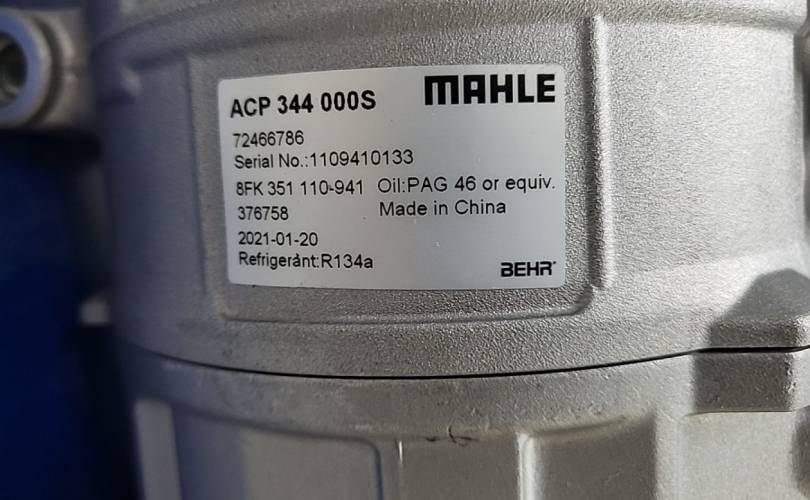 ACP 344 000S MAHLE
72466786
Serial No.:1109410133
8FK 351 110-941 Oil:PAG 46 or equiv.
376758 Made in China
2021-01-20
Refrigerant:R134a
BEHR